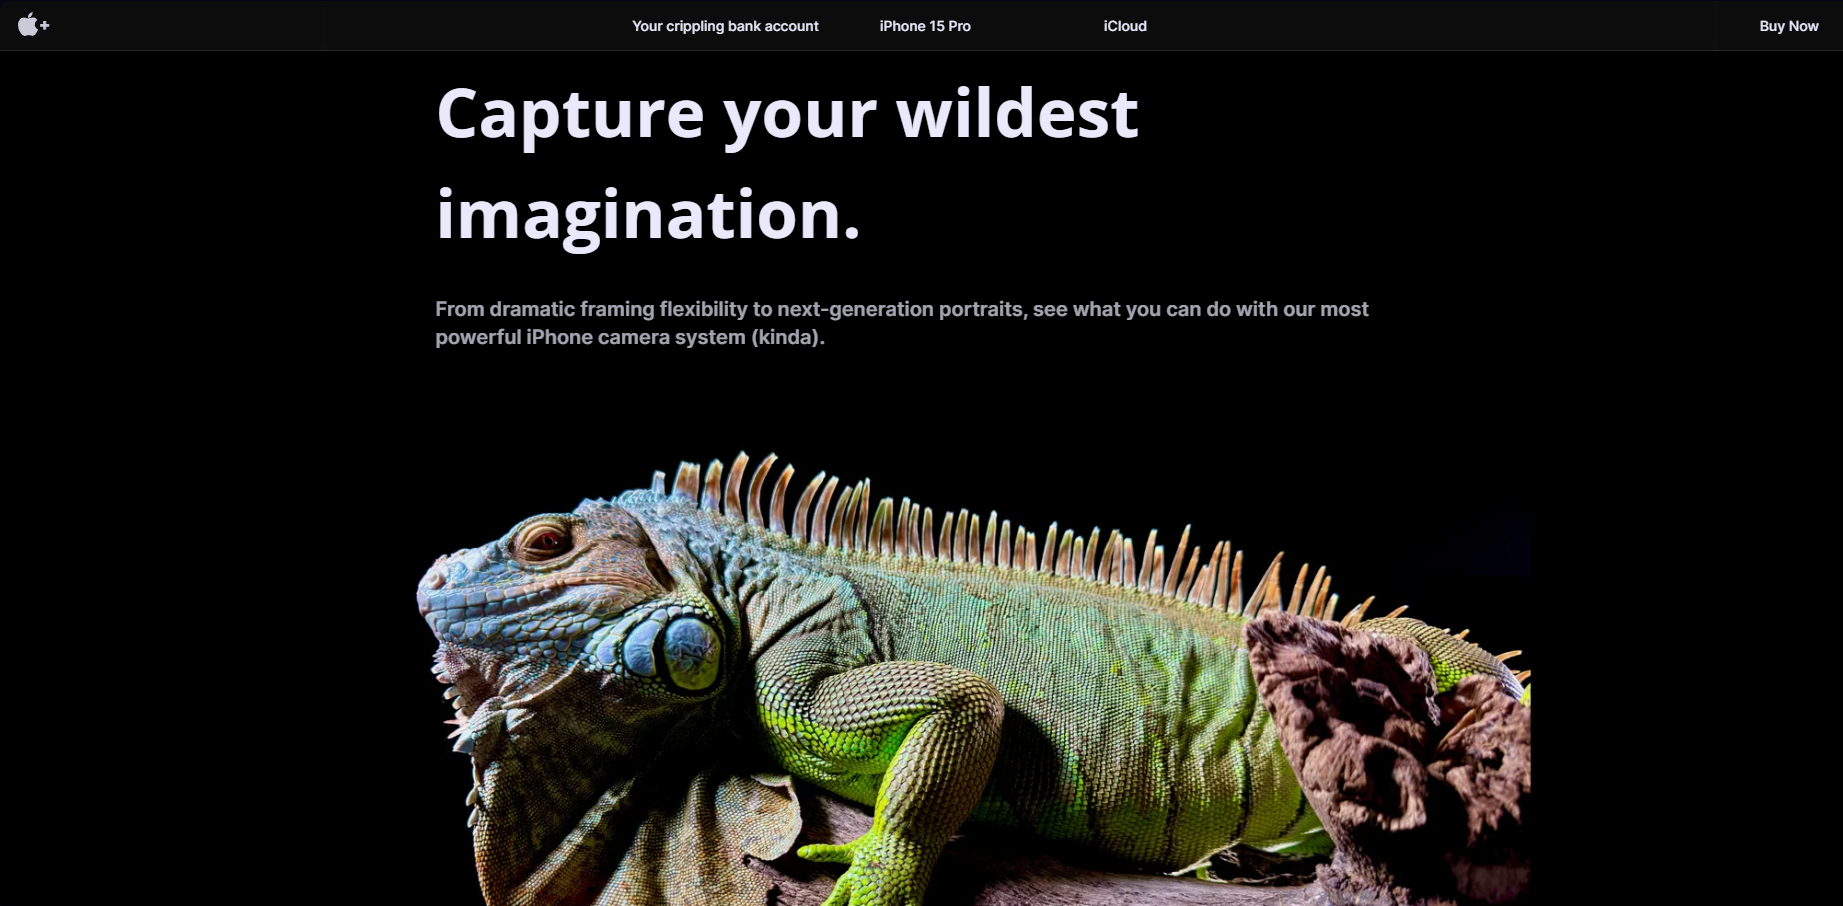 Your crippling bank account
iPhone 15 Pro
iCloud
Buy Now
Capture your wildest
imagination.
From dramatic framing flexibility to next-generation portraits, see what you can do with our most
powerful iPhone camera system (kinda).